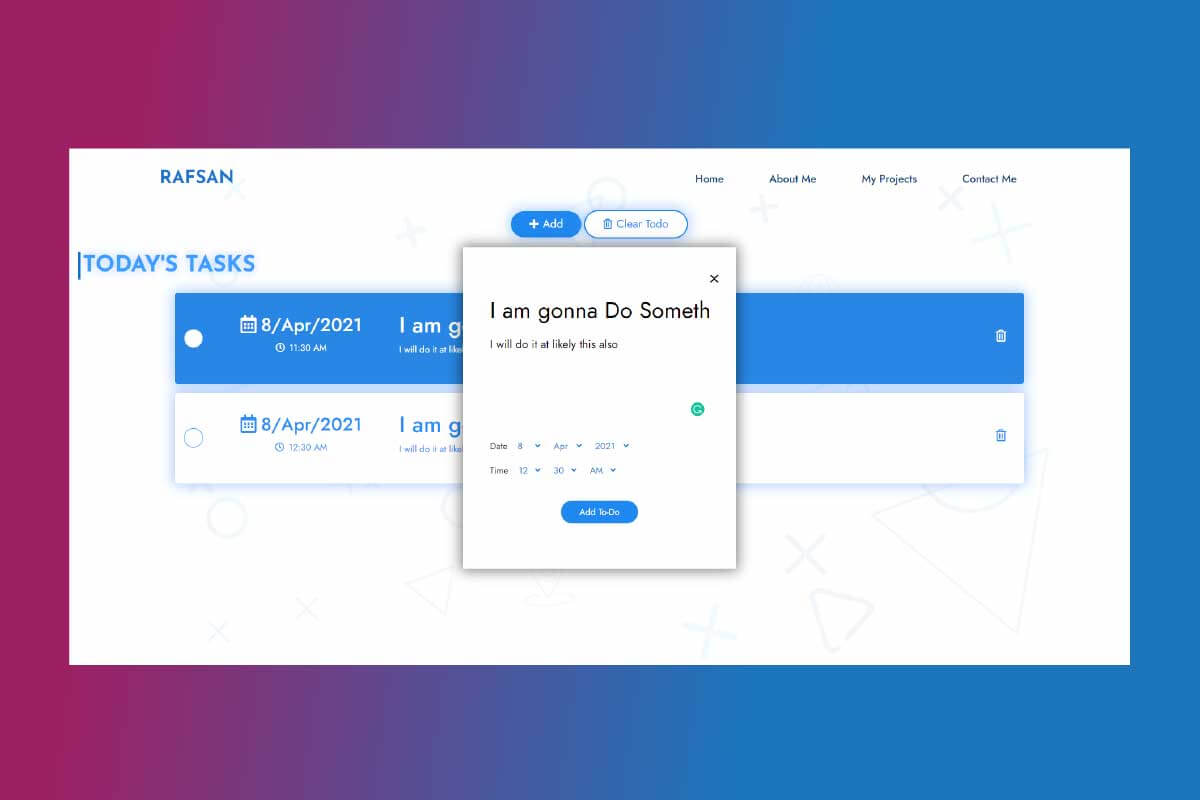 RAFSAN
Home About Me My Projects Contact Me
Add Clear Todo
TODAY'S TASKS
8/Apr/2021
11:30 AM
I am g
I will do it at likel
8/Apr/2021
12:30 AM
I am g
I will do it at likel
I am gonna Do Someth
I will do it at likely this also
Date 8 Apr 2021
Time 12 30 AM
Add To-Do